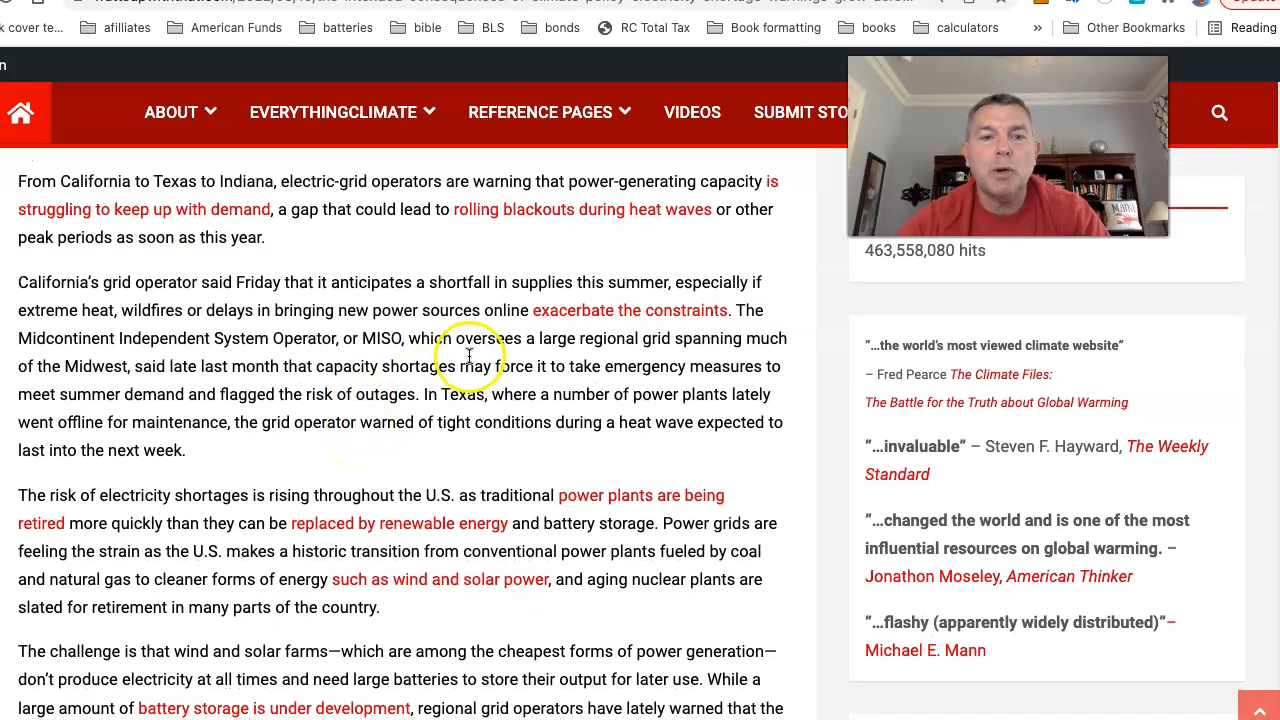 k cover te...
affiliates
American Funds
batteries
bible
BLS
bonds
RC Total Tax
Book formatting
books
calculators
»
Other Bookmarks
Reading
n
ABOUT
EVERYTHINGCLIMATE
REFERENCE PAGES
VIDEOS
SUBMIT STO
From California to Texas to Indiana, electric-grid operators are warning that power-generating capacity is
struggling to keep up with demand, a gap that could lead to rolling blackouts during heat waves or other
peak periods as soon as this year.
California’s grid operator said Friday that it anticipates a shortfall in supplies this summer, especially if
extreme heat, wildfires or delays in bringing new power sources online exacerbate the constraints. The
Midcontinent Independent System Operator, or MISO, which oversees a large regional grid spanning much
of the Midwest, said late last month that capacity shortages may force it to take emergency measures to
meet summer demand and flagged the risk of outages. In Texas, where a number of power plants lately
went offline for maintenance, the grid operator warned of tight conditions during a heat wave expected to
last into the next week.
The risk of electricity shortages is rising throughout the U.S. as traditional power plants are being
retired more quickly than they can be replaced by renewable energy and battery storage. Power grids are
feeling the strain as the U.S. makes a historic transition from conventional power plants fueled by coal
and natural gas to cleaner forms of energy such as wind and solar power, and aging nuclear plants are
slated for retirement in many parts of the country.
The challenge is that wind and solar farms—which are among the cheapest forms of power generation—
don’t produce electricity at all times and need large batteries to store their output for later use. While a
large amount of battery storage is under development, regional grid operators have lately warned that the
463,558,080 hits
“…the world’s most viewed climate website”
– Fred Pearce The Climate Files:
The Battle for the Truth about Global Warming
“…invaluable” – Steven F. Hayward, The Weekly
Standard
“…changed the world and is one of the most
influential resources on global warming. –
Jonathon Moseley, American Thinker
“…flashy (apparently widely distributed)”–
Michael E. Mann